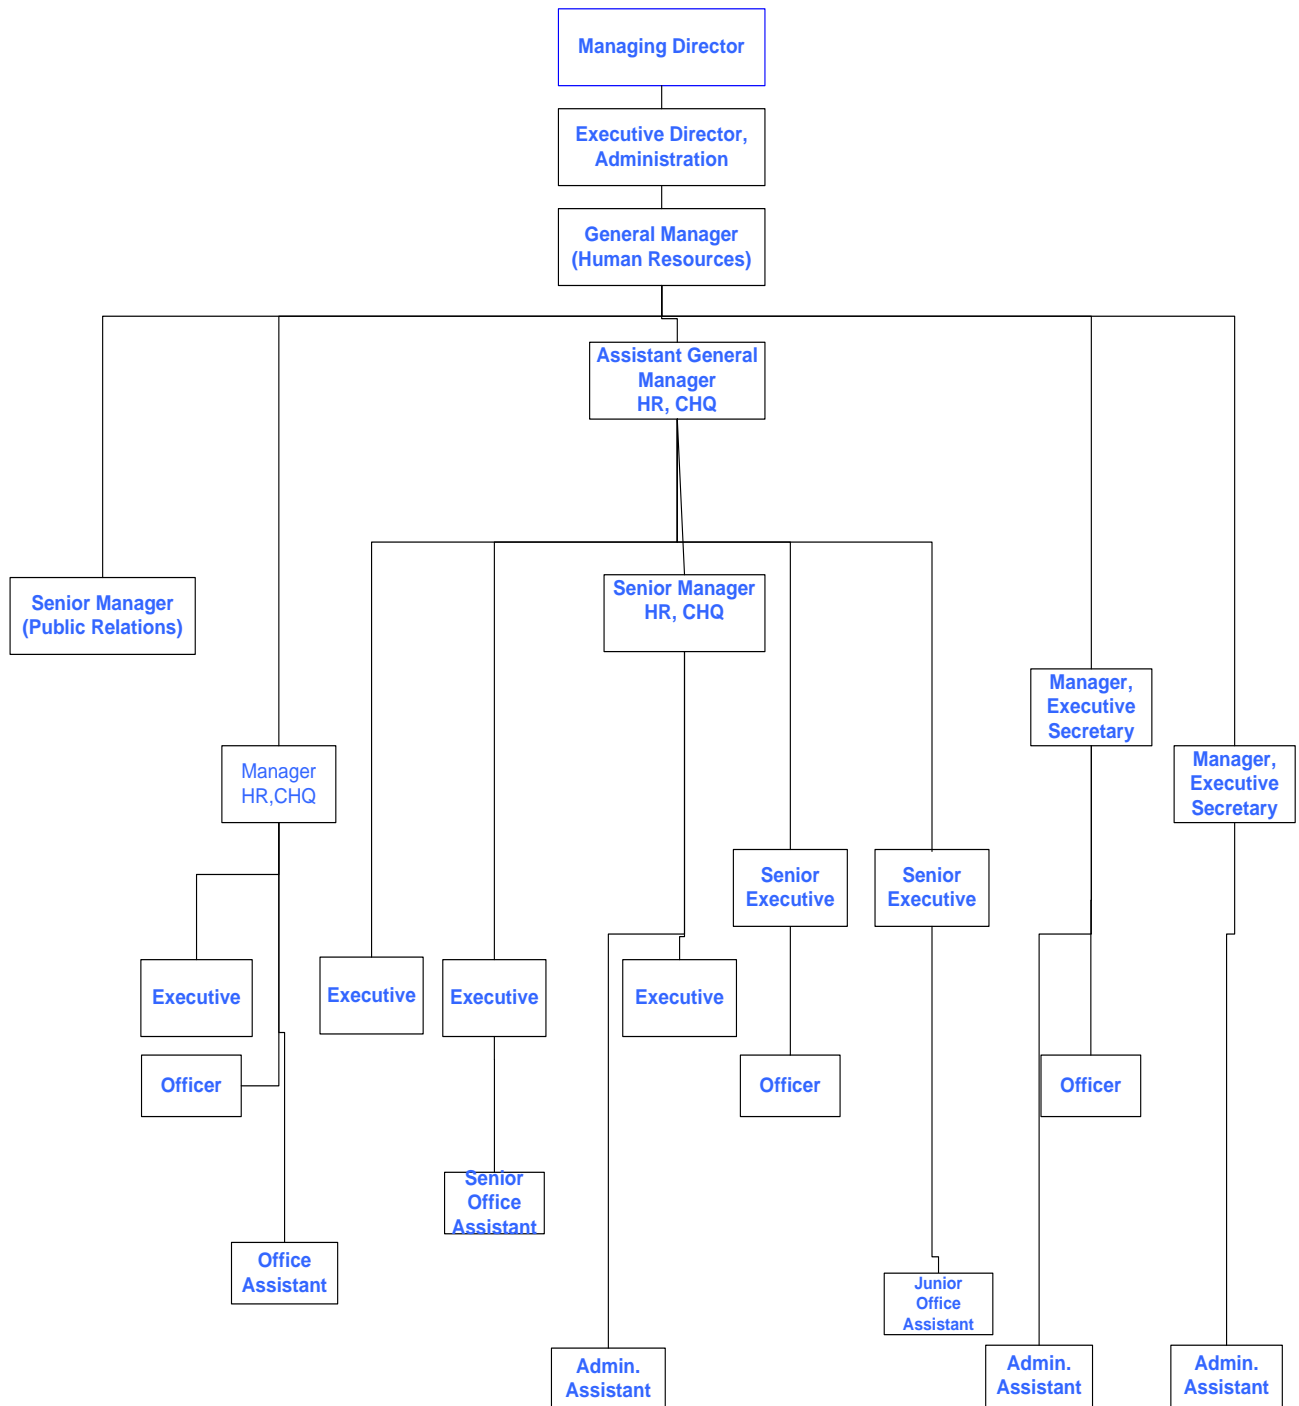 Managing Director
Executive Director,
Administration
General Manager
(Human Resources)
Assistant General
Manager
HR, CHQ
Senior Manager
(Public Relations)
Senior Manager
HR, CHQ
Manager,
Executive
Secretary
Manager
HR,CHQ
Manager,
Executive
Secretary
Senior
Executive
Senior
Executive
Executive
Executive
Executive
Executive
Officer
Officer
Officer
Senior
Office
Assistant
Office
Assistant
Junior
Office
Assistant
Admin.
Assistant
Admin.
Assistant
Admin.
Assistant